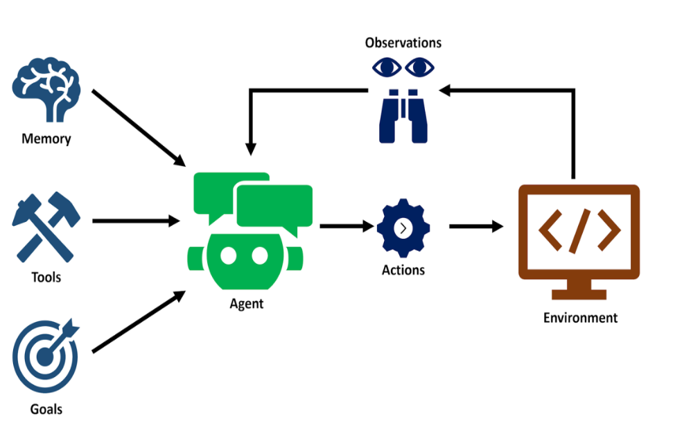 Observations
Memory
Tools
Agent
Actions
</>
Environment
Goals